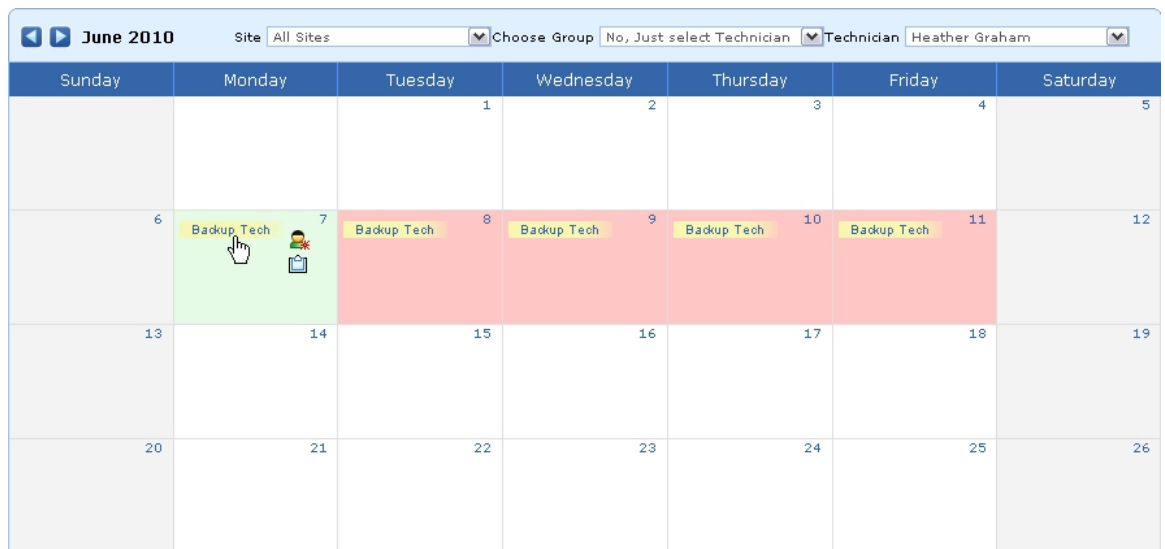 June 2010 Site All Sites Choose Group No, Just select Technician Technician Heather Graham
Sunday Monday Tuesday Wednesday Thursday Friday Saturday
1 2 3 4 5
6 7 8 9 10 11 12
Backup Tech Backup Tech Backup Tech Backup Tech Backup Tech
13 14 15 16 17 18 19
20 21 22 23 24 25 26